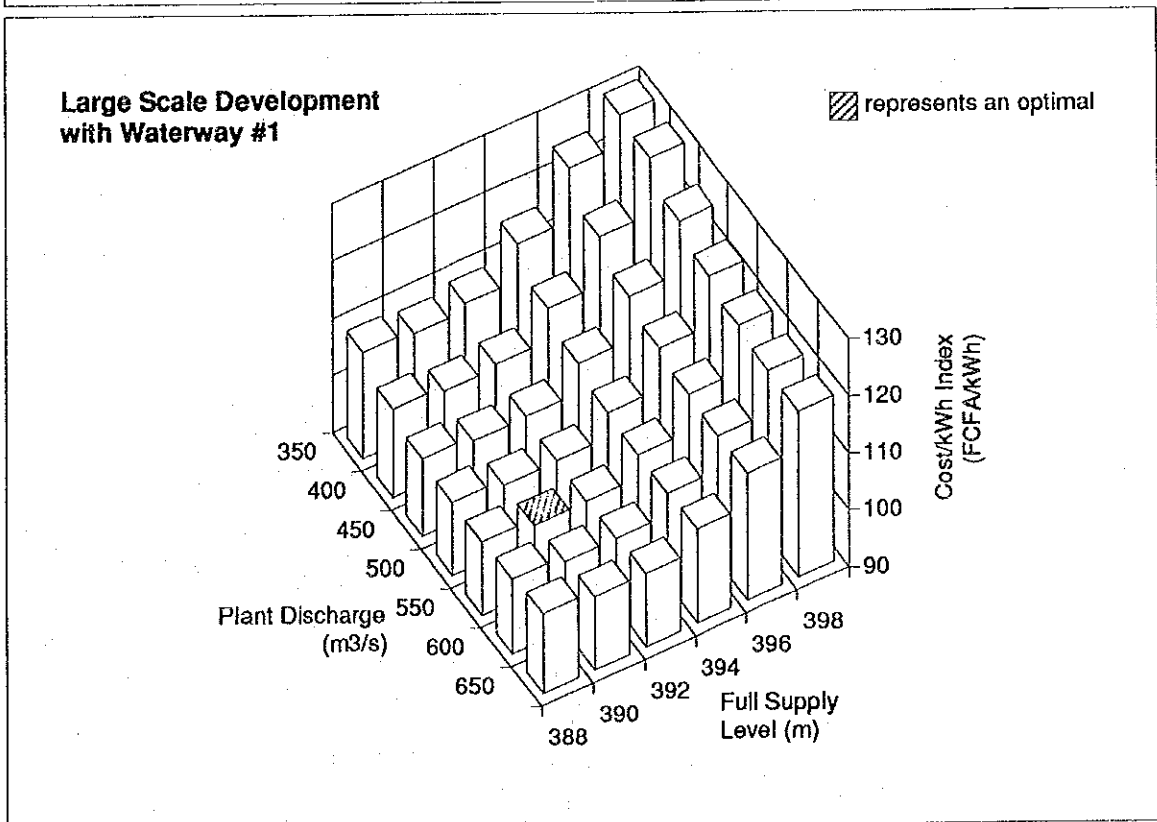 Large Scale Development
with Waterway #1
represents an optimal
350
400
450
500
550
600
650
Plant Discharge
(m3/s)
388
390
392
394
396
398
Full Supply
Level (m)
130
120
110
100
90
Cost/kWh Index
(FCFA/kWh)